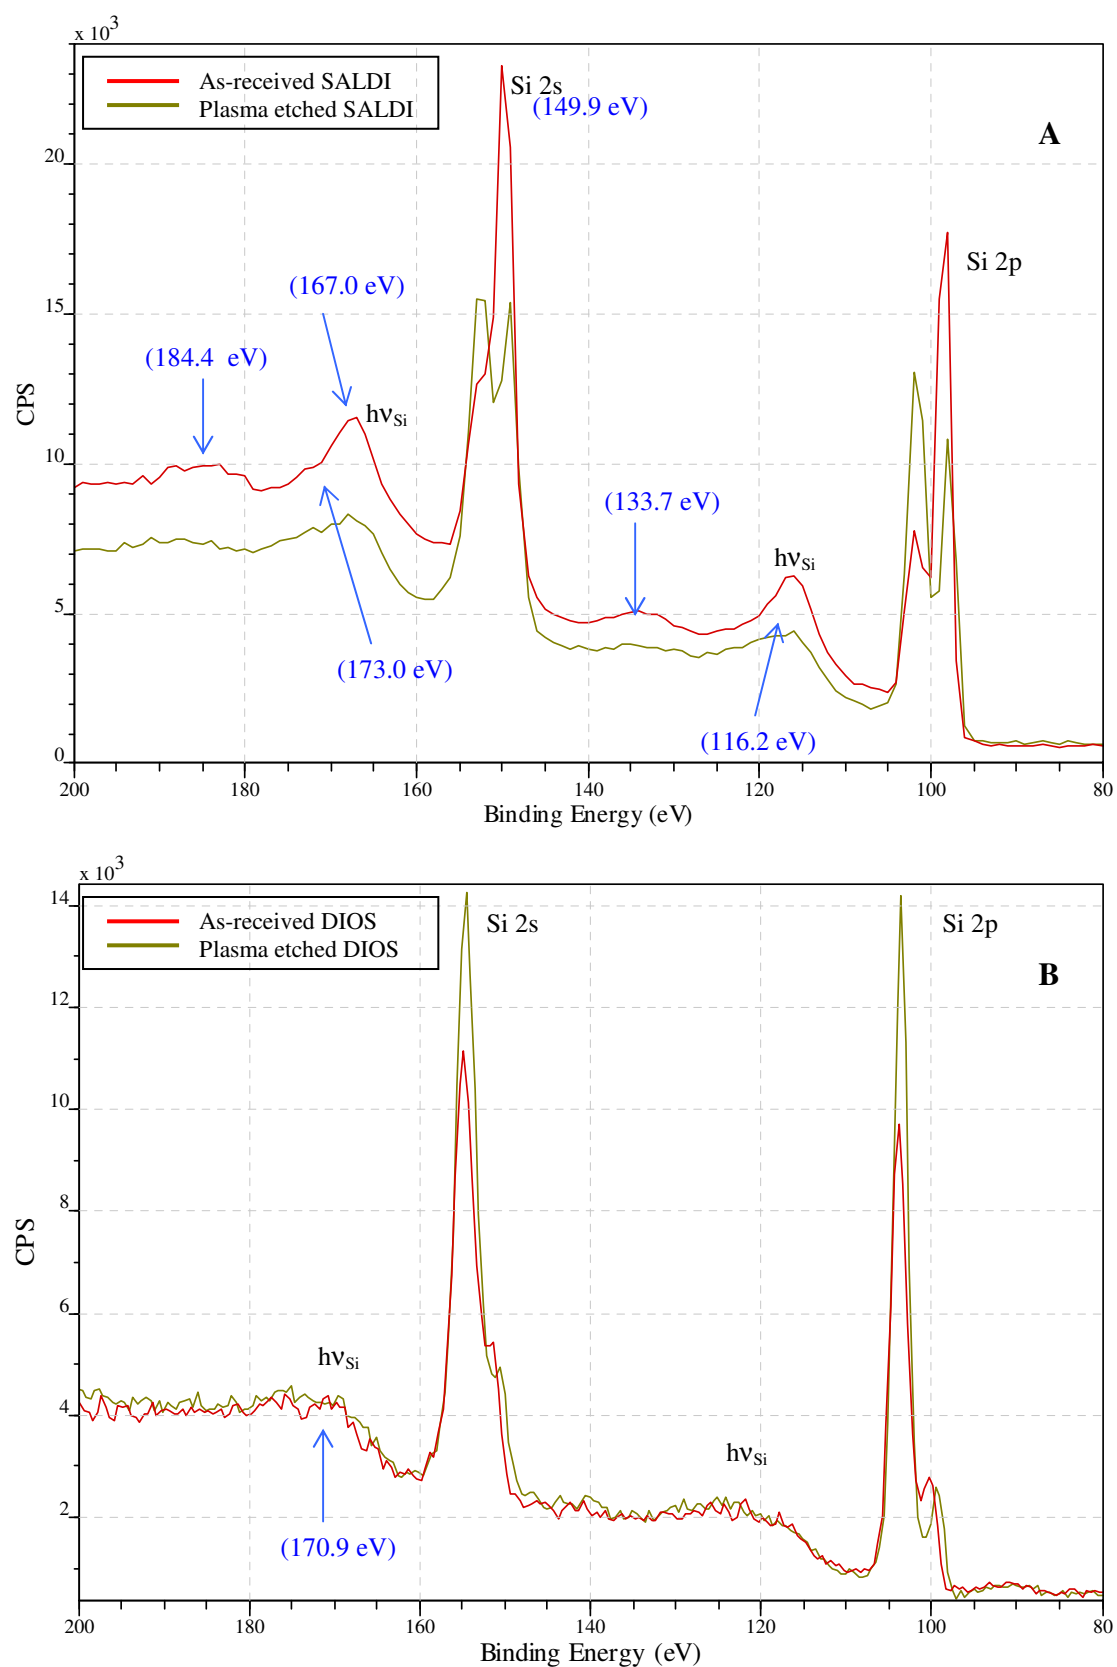 x 10³
As-received SALDI
Plasma etched SALDI
Si 2s
(149.9 eV)
A
20
(167.0 eV)
Si 2p
15
(184.4 eV)
CPS
hνSi
10
(133.7 eV)
hνSi
5
(173.0 eV)
(116.2 eV)
0
200 180 160 140 120 100 80
Binding Energy (eV)
x 10³
14
As-received DIOS
Plasma etched DIOS
Si 2s
Si 2p
B
12
10
8
CPS
6
hνSi
4
hνSi
2
(170.9 eV)
200 180 160 140 120 100 80
Binding Energy (eV)